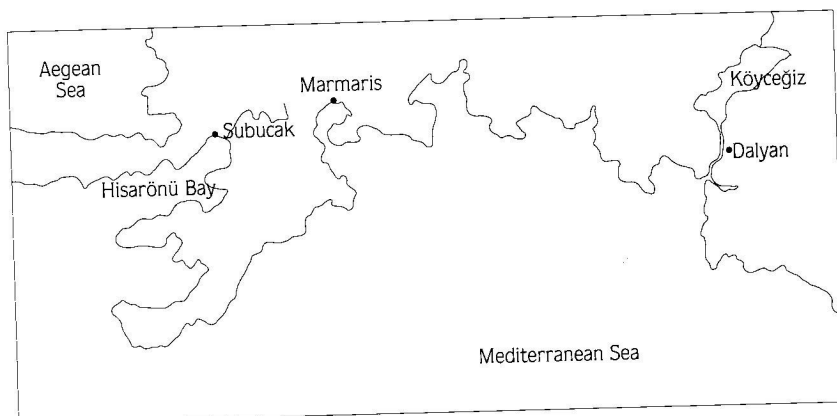 Aegean
Sea
Marmaris
Köyceğiz
Subucak
Dalyan
Hisarönü Bay
Mediterranean Sea